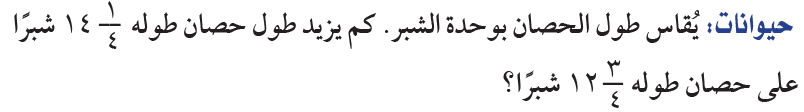 حيوانات: يُقاس طول الحصان بوحدة الشبر. كم يزيد طول حصان طوله ١٤ ١/٤ شبرًا
على حصان طوله ١٢ ٣/٤ شبرًا؟